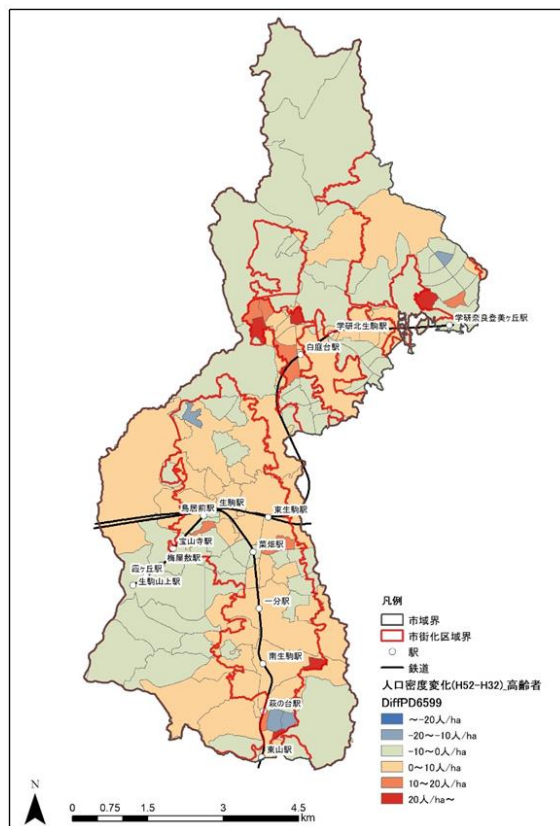 学研奈良登美ヶ丘駅
学研北生駒駅
白庭台駅
鳥居前駅
生駒駅
東生駒駅
宝山寺駅
菜畑駅
梅屋敷駅
霞ヶ丘駅
生駒山上駅
一分駅
南生駒駅
萩の台駅
東山駅
凡例
市域界
市街化区域界
駅
鉄道
人口密度変化(H52-H32)_高齢者
DiffPD6599
～-20人/ha
-20～-10人/ha
-10～0人/ha
0～10人/ha
10～20人/ha
20人/ha～
N
0 0.75 1.5 3 4.5
km